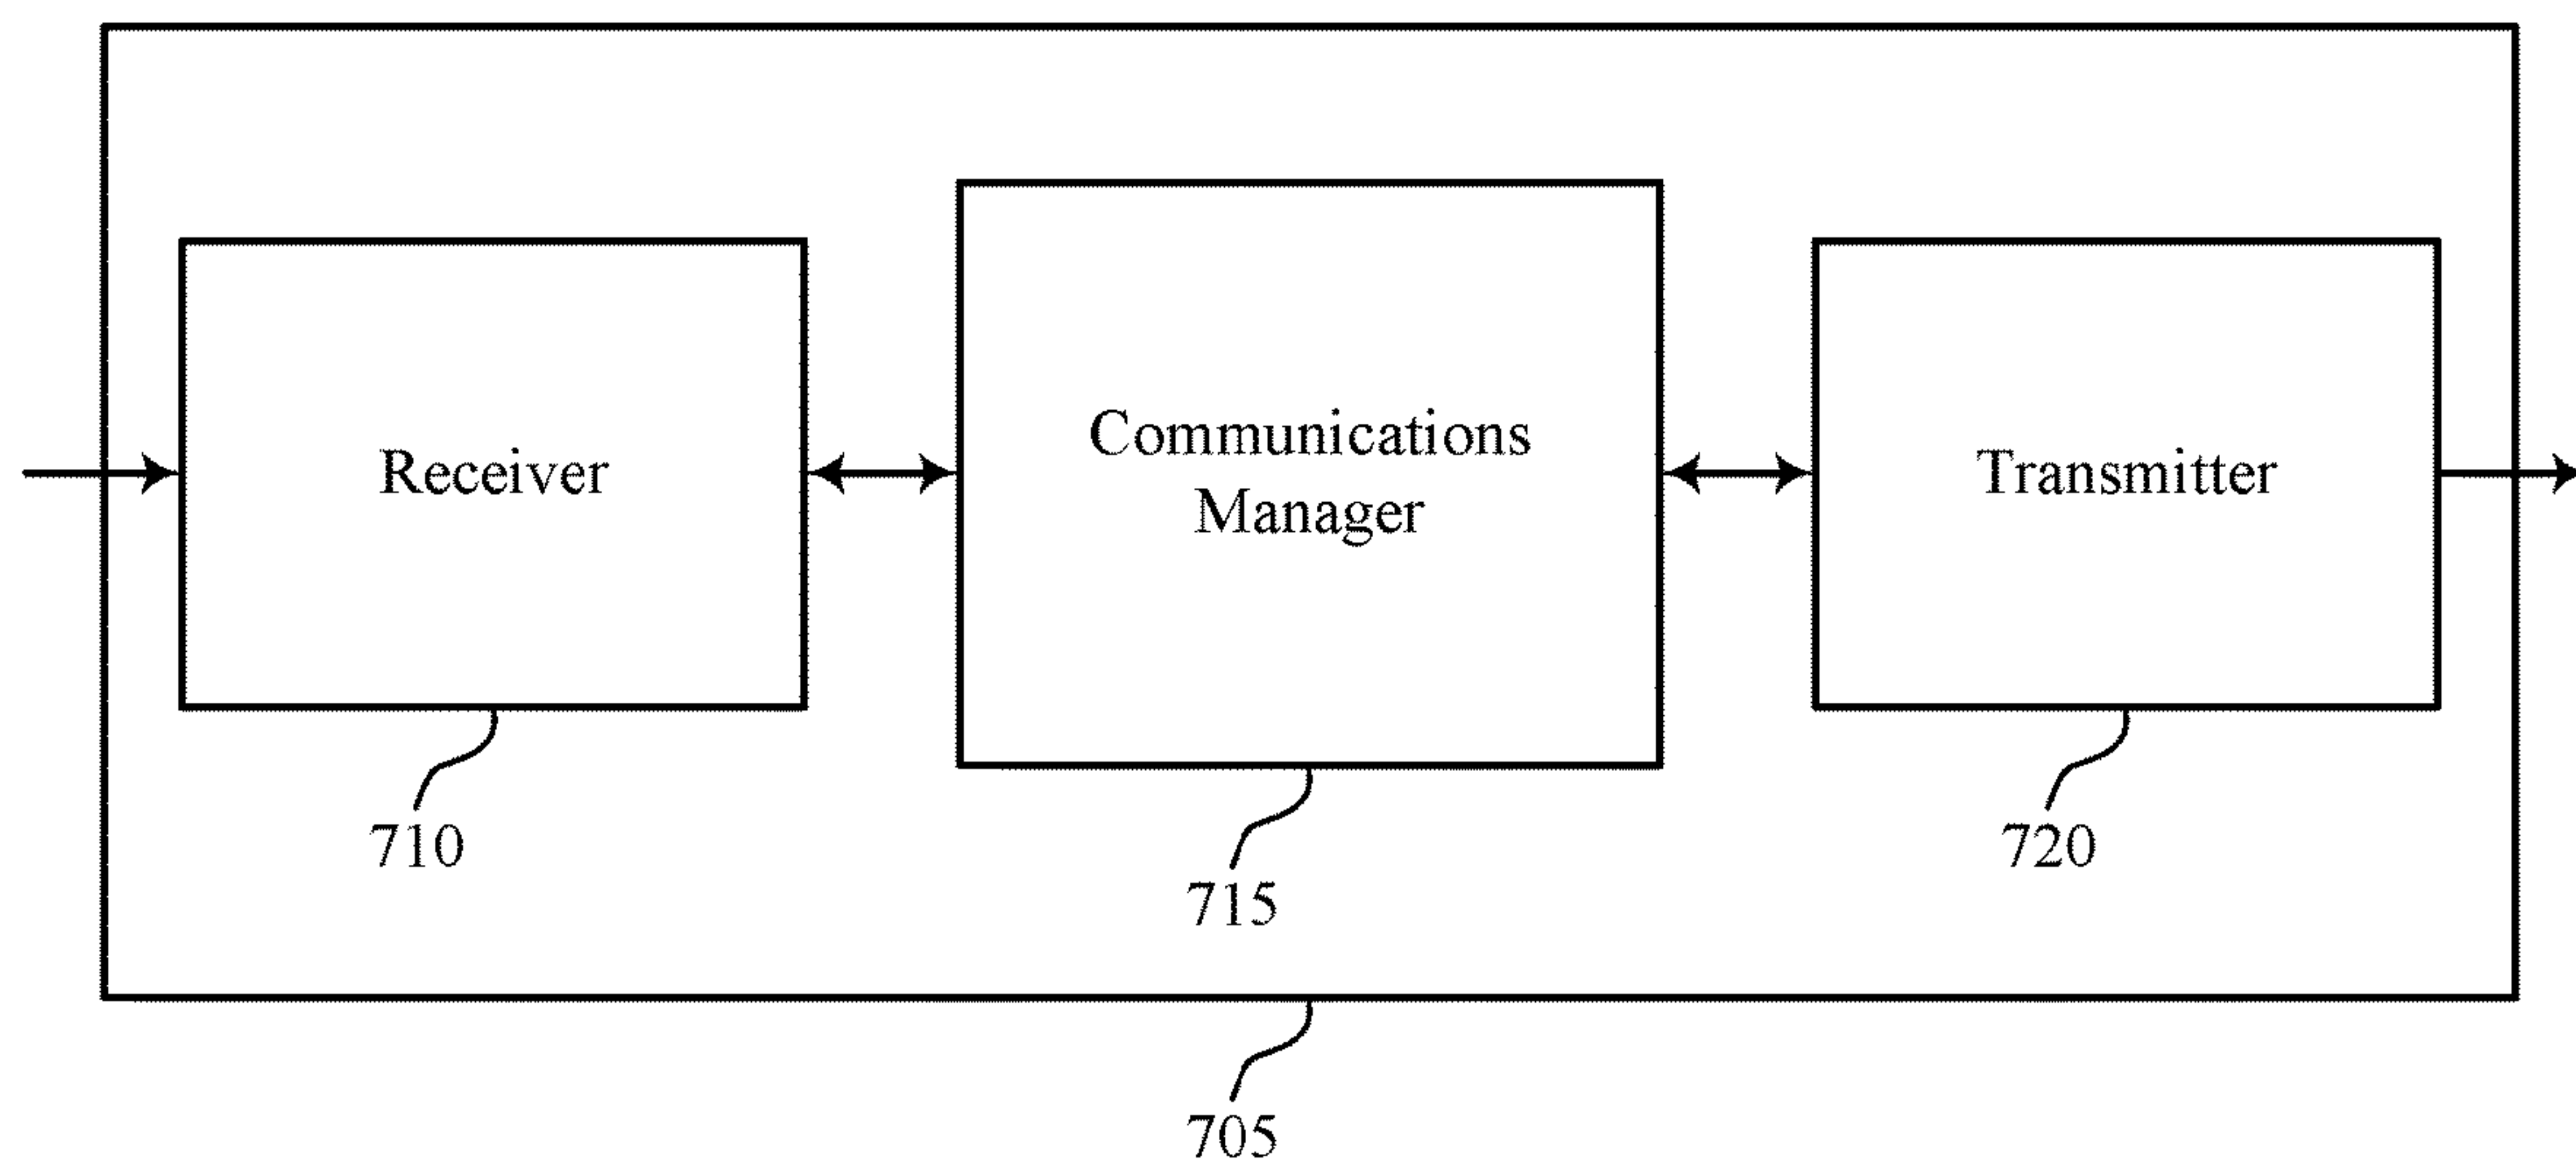 Receiver
Communications
Manager
Transmitter
710
715
720
705